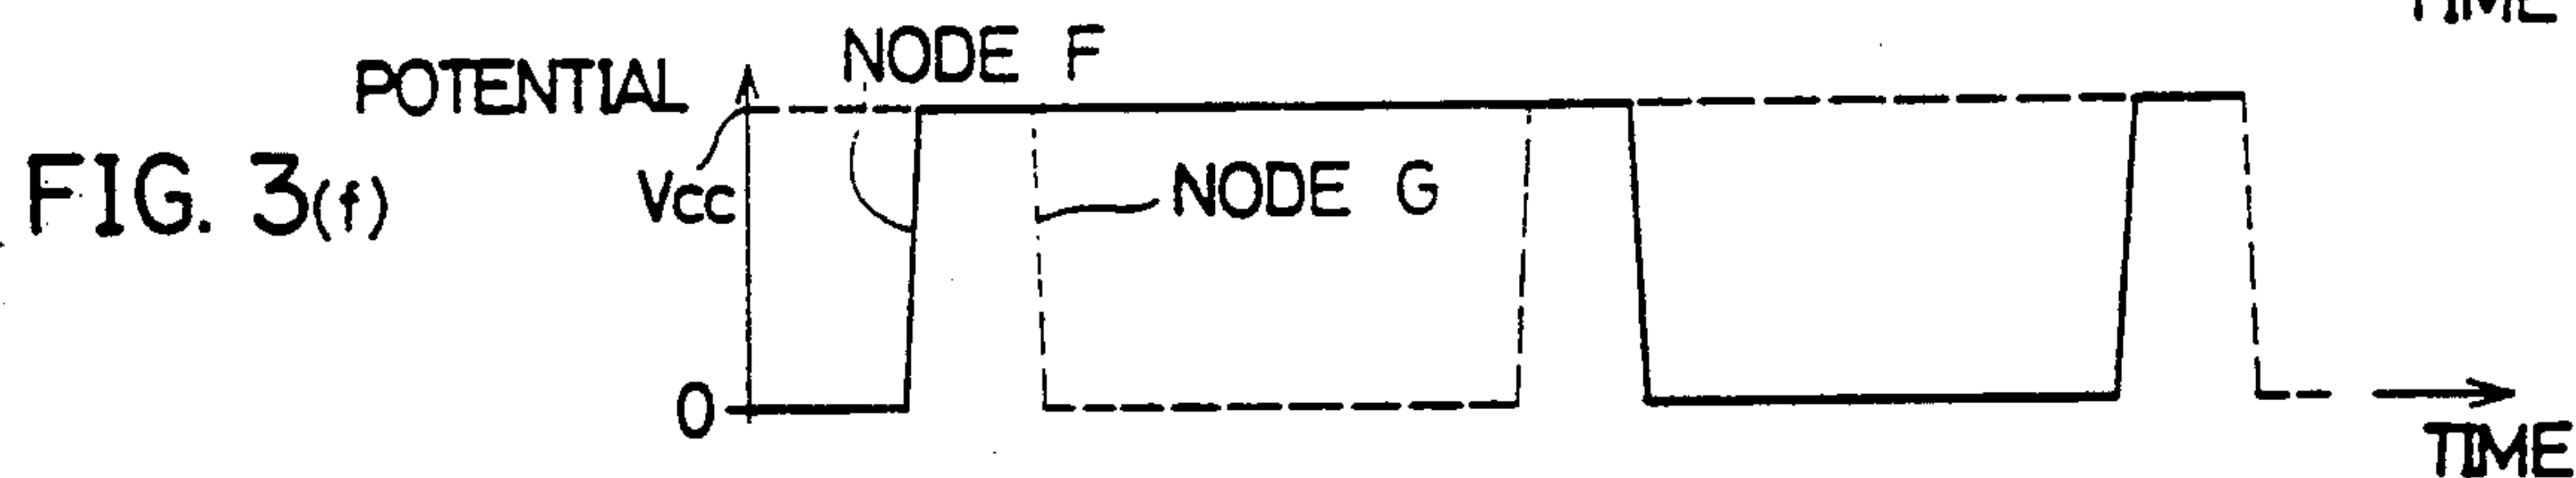 TIME
NODE F
POTENTIAL
FIG. 3(f)
Vcc
NODE G
0
TIME